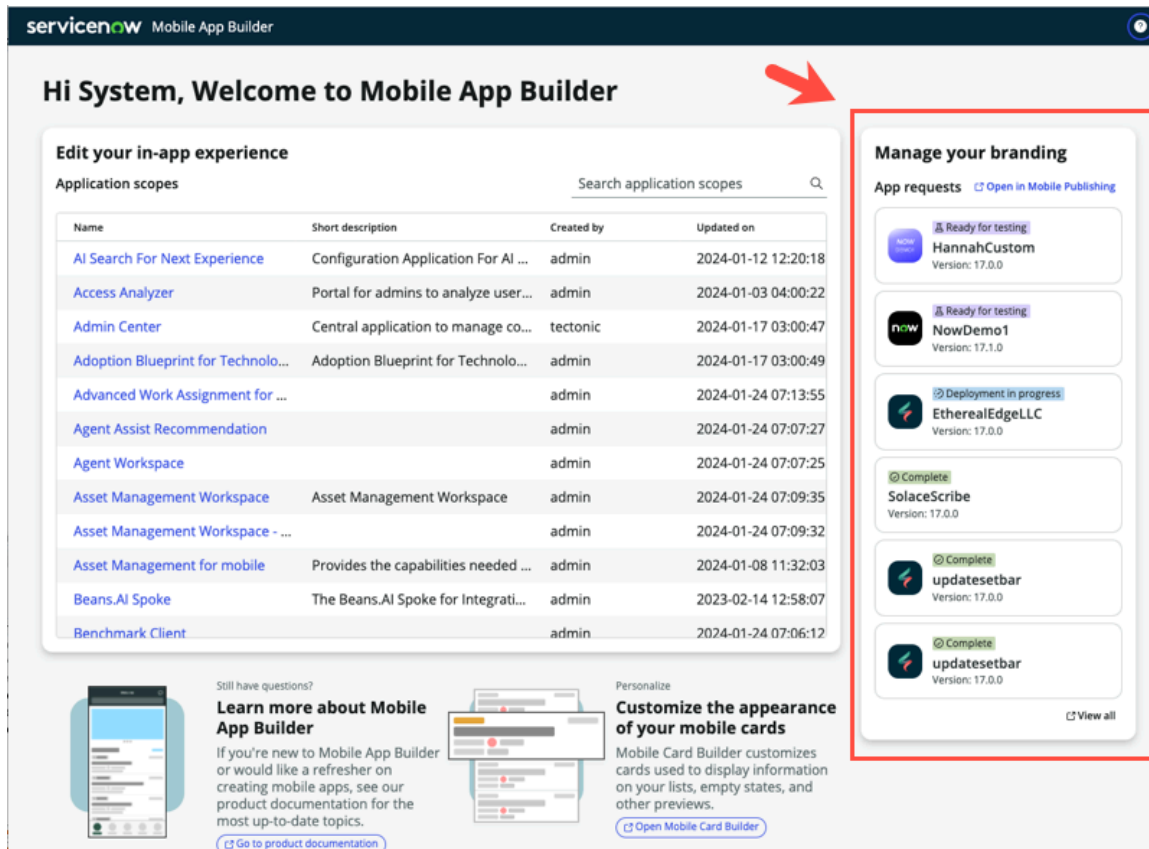 servicenow Mobile App Builder
Hi System, Welcome to Mobile App Builder
Edit your in-app experience
Application scopes
Search application scopes
Name Short description Created by Updated on
AI Search For Next Experience Configuration Application For AI ... admin 2024-01-12 12:20:18
Access Analyzer Portal for admins to analyze user... admin 2024-01-03 04:00:22
Admin Center Central application to manage co... tectonic 2024-01-17 03:00:47
Adoption Blueprint for Technolo... Adoption Blueprint for Technolo... admin 2024-01-17 03:00:49
Advanced Work Assignment for ... admin 2024-01-24 07:13:55
Agent Assist Recommendation admin 2024-01-24 07:07:27
Agent Workspace admin 2024-01-24 07:07:25
Asset Management Workspace Asset Management Workspace admin 2024-01-24 07:09:35
Asset Management Workspace - ... admin 2024-01-24 07:09:32
Asset Management for mobile Provides the capabilities needed ... admin 2024-01-08 11:32:03
Beans.AI Spoke The Beans.AI Spoke for Integrati... admin 2023-02-14 12:58:07
Benchmark Client admin 2024-01-24 07:06:12
Manage your branding
App requests Open in Mobile Publishing
NOW
Ready for testing
HannahCustom
Version: 17.0.0
now
Ready for testing
NowDemo1
Version: 17.1.0
Deployment in progress
EtherealEdgeLLC
Version: 17.0.0
Complete
SolaceScribe
Version: 17.0.0
Complete
updatesetbar
Version: 17.0.0
Complete
updatesetbar
Version: 17.0.0
View all
Still have questions?
Learn more about Mobile
App Builder
If you're new to Mobile App Builder
or would like a refresher on
creating mobile apps, see our
product documentation for the
most up-to-date topics.
Go to product documentation
Personalize
Customize the appearance
of your mobile cards
Mobile Card Builder customizes
cards used to display information
on your lists, empty states, and
other previews.
Open Mobile Card Builder